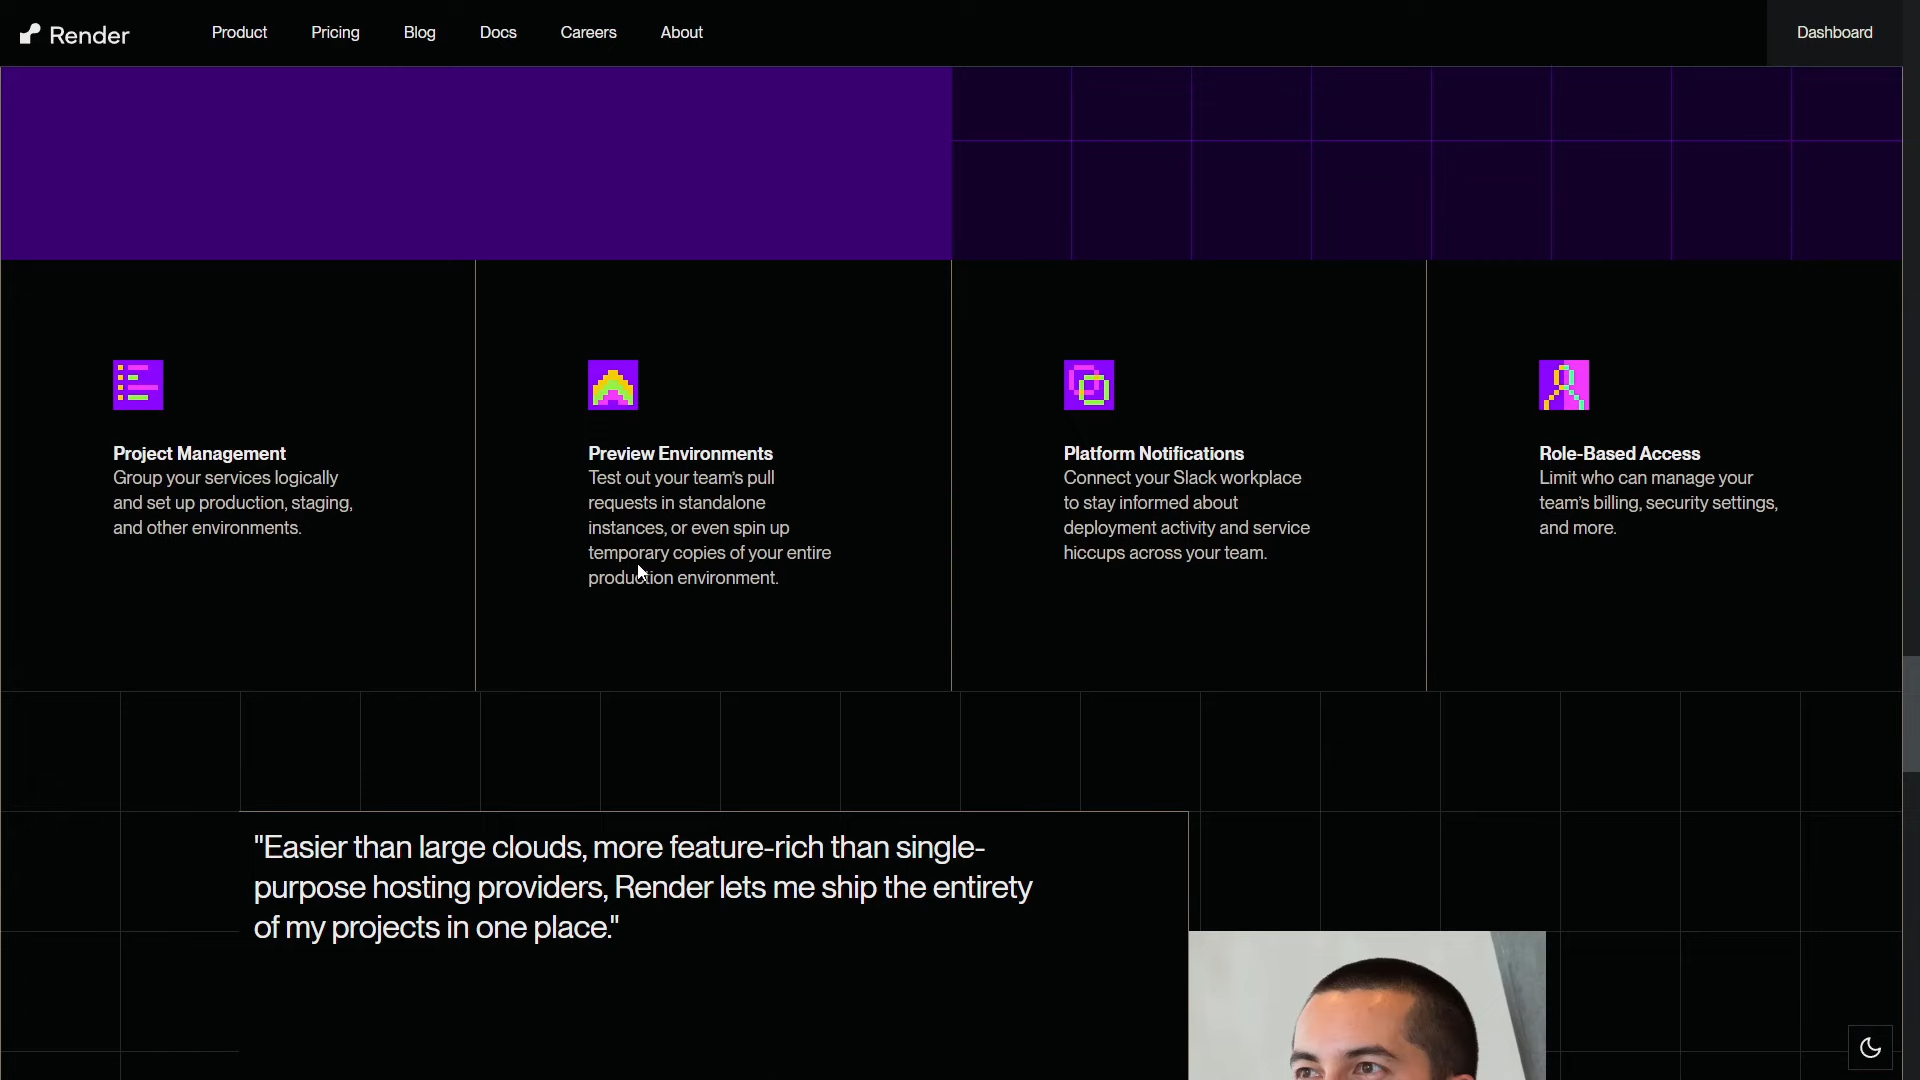 Render
Product
Pricing
Blog
Docs
Careers
About
Dashboard
Project Management
Group your services logically
and set up production, staging,
and other environments.
Preview Environments
Test out your team's pull
requests in standalone
instances, or even spin up
temporary copies of your entire
production environment.
Platform Notifications
Connect your Slack workplace
to stay informed about
deployment activity and service
hiccups across your team.
Role-Based Access
Limit who can manage your
team's billing, security settings,
and more.
"Easier than large clouds, more feature-rich than single-
purpose hosting providers, Render lets me ship the entirety
of my projects in one place."